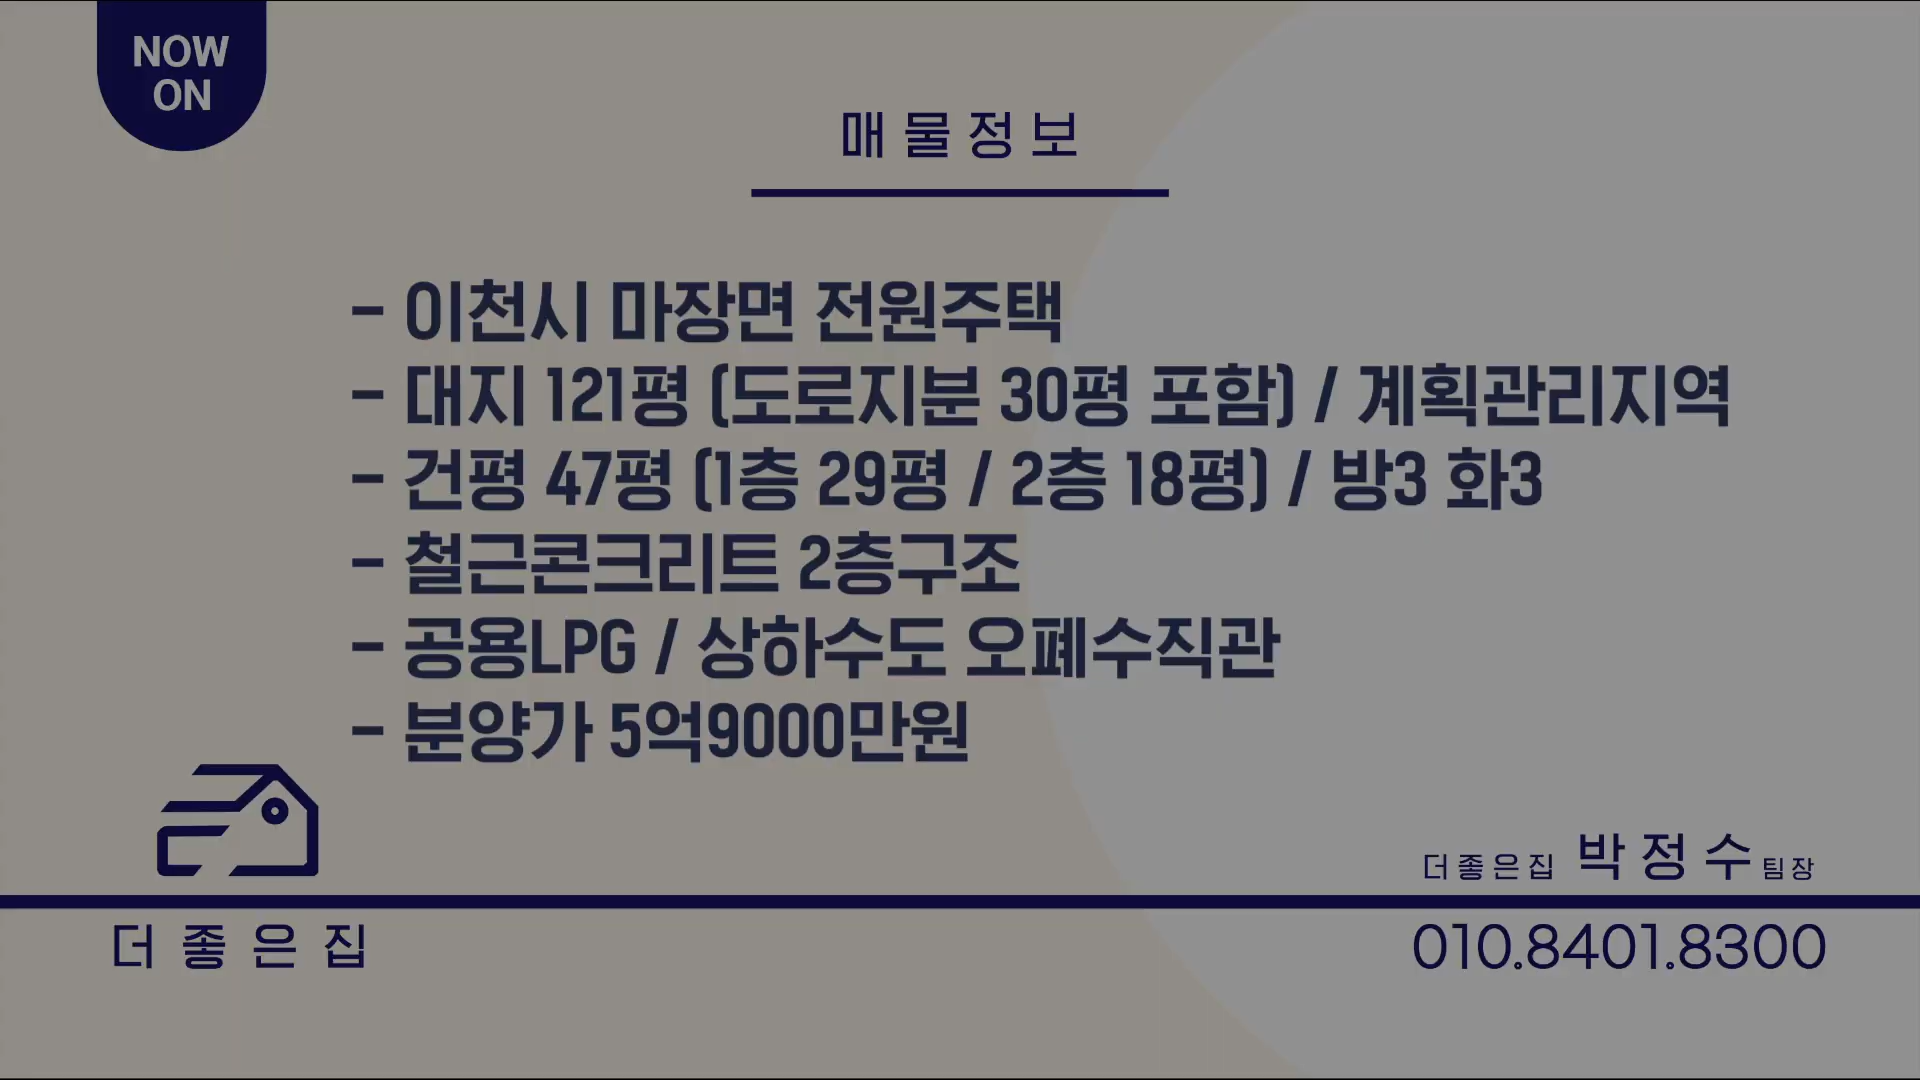 NOW
ON
매물정보
- 이천시 마장면 전원주택
- 대지 121평 (도로지분 30평 포함) / 계획관리지역
- 건평 47평 (1층 29평 / 2층 18평) / 방3 화3
- 철근콘크리트 2층구조
- 공용LPG / 상하수도 오폐수직관
- 분양가 5억9000만원
더좋은집 박정수팀장
더좋은집
010.8401.8300